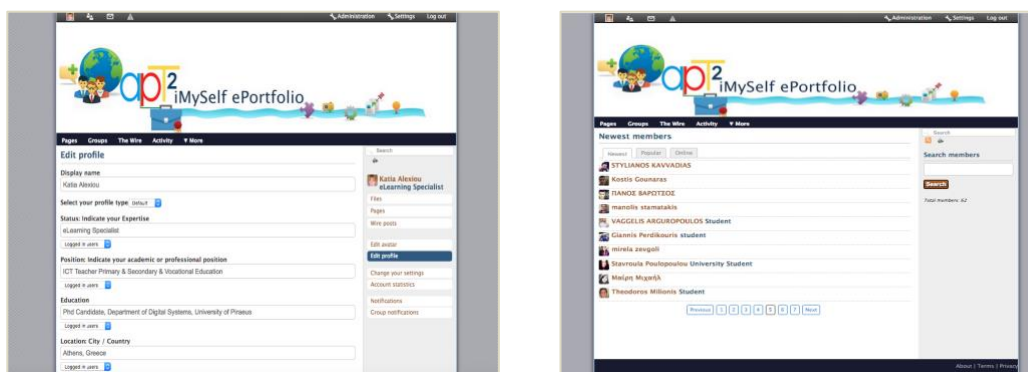 Administration Settings Log out
apT2
iMySelf ePortfolio
Pages Groups The Wire Activity ▼ More
Edit profile
Display name
Katia Alexiou
Select your profile type Default
Status: Indicate your Expertise
eLearning Specialist
Logged in users
Position: Indicate your academic or professional position
ICT Teacher Primary & Secondary & Vocational Education
Logged in users
Education
Phd Candidate, Department of Digital Systems, University of Piraeus
Logged in users
Location: City / Country
Athens, Greece
Logged in users
Search
Katia Alexiou
eLearning Specialist
Files
Pages
Wire posts
Edit avatar
Edit profile
Change your settings
Account statistics
Notifications
Group notifications
Administration Settings Log out
apT2
iMySelf ePortfolio
Pages Groups The Wire Activity ▼ More
Newest members
Newest Popular Online
STYLIANOS KAVVADIAS
Kostis Gounaras
ΠΑΝΟΣ ΒΑΡΩΤΣΟΣ
manolis stamatakis
VAGGELIS ARGUROPOULOS Student
Giannis Perdikouris student
mirela zevgoli
Stavroula Poulopoulou University Student
Μαίρη Μιχαήλ
Theodoros Milionis Student
Previous 1 2 3 4 5 6 7 Next
Search
Search members
Search
Total members: 62
About | Terms | Privacy